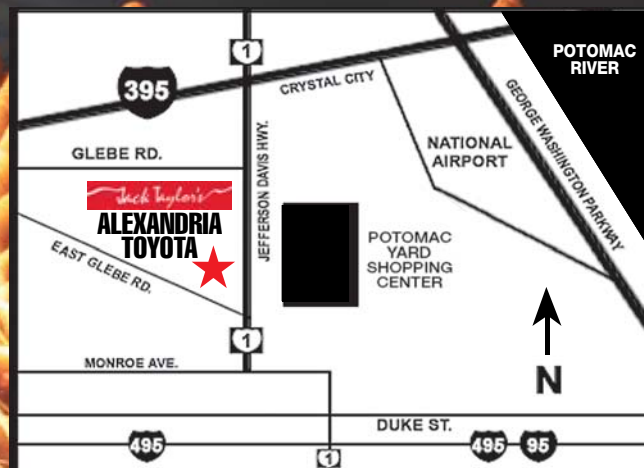 1
POTOMAC
RIVER
395
CRYSTAL CITY
GEORGE WASHINGTON PARKWAY
GLEBE RD.
JEFFERSON DAVIS HWY.
NATIONAL
AIRPORT
Jack Taylor's
ALEXANDRIA
TOYOTA
EAST GLEBE RD.
POTOMAC
YARD
SHOPPING
CENTER
1
MONROE AVE.
N
DUKE ST.
495
1
495
95